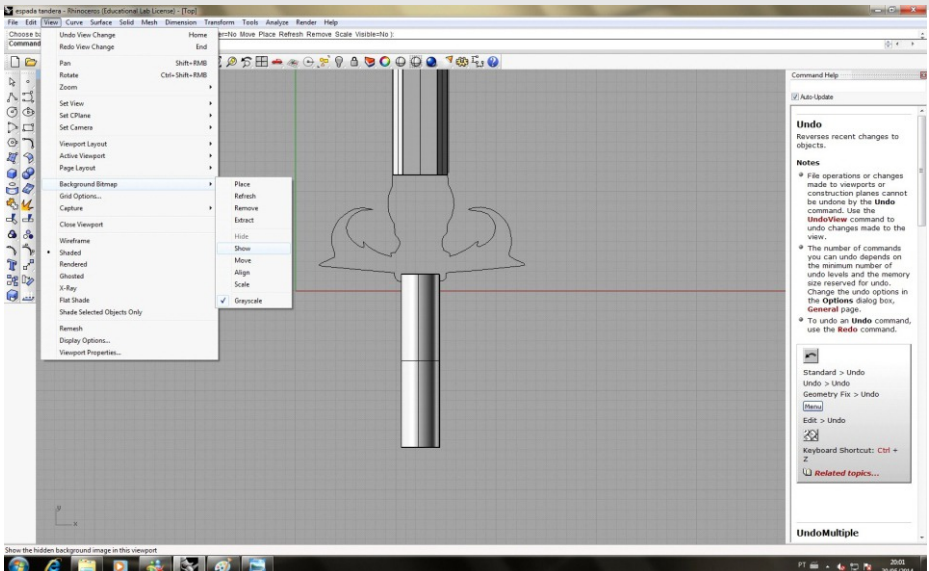 espada tandera - Rhinoceros (Educational Lab License) - [Top]
File Edit View Curve Surface Solid Mesh Dimension Transform Tools Analyze Render Help
Choose b
er=No Move Place Refresh Remove Scale Visible=No ):
Command
Undo View Change Home
Redo View Change End
Pan Shift+RMB
Rotate Ctrl+Shift+RMB
Zoom
Set View
Set CPlane
Set Camera
Viewport Layout
Active Viewport
Page Layout
Background Bitmap
Grid Options...
Capture
Close Viewport
Wireframe
Shaded
Rendered
Ghosted
X-Ray
Flat Shade
Shade Selected Objects Only
Remesh
Display Options...
Viewport Properties...
Place
Refresh
Remove
Extract
Hide
Show
Move
Align
Scale
Greyscale
y
x
Command Help
Auto-Update
Undo
Reverses recent changes to
objects.
Notes
File operations or changes
made to viewports or
construction planes cannot
be undone by the Undo
command. Use the
UndoView command to
undo changes made to the
view.
The number of commands
you can undo depends on
the minimum number of
undo levels and the memory
size reserved for undo.
Change the undo options in
the Options dialog box,
General page.
To undo an Undo command,
use the Redo command.
Standard > Undo
Undo > Undo
Geometry Fix > Undo
Menu
Edit > Undo
Keyboard Shortcut: Ctrl +
Z
Related topics...
UndoMultiple
Show the hidden background image in this viewport
PT
20:01